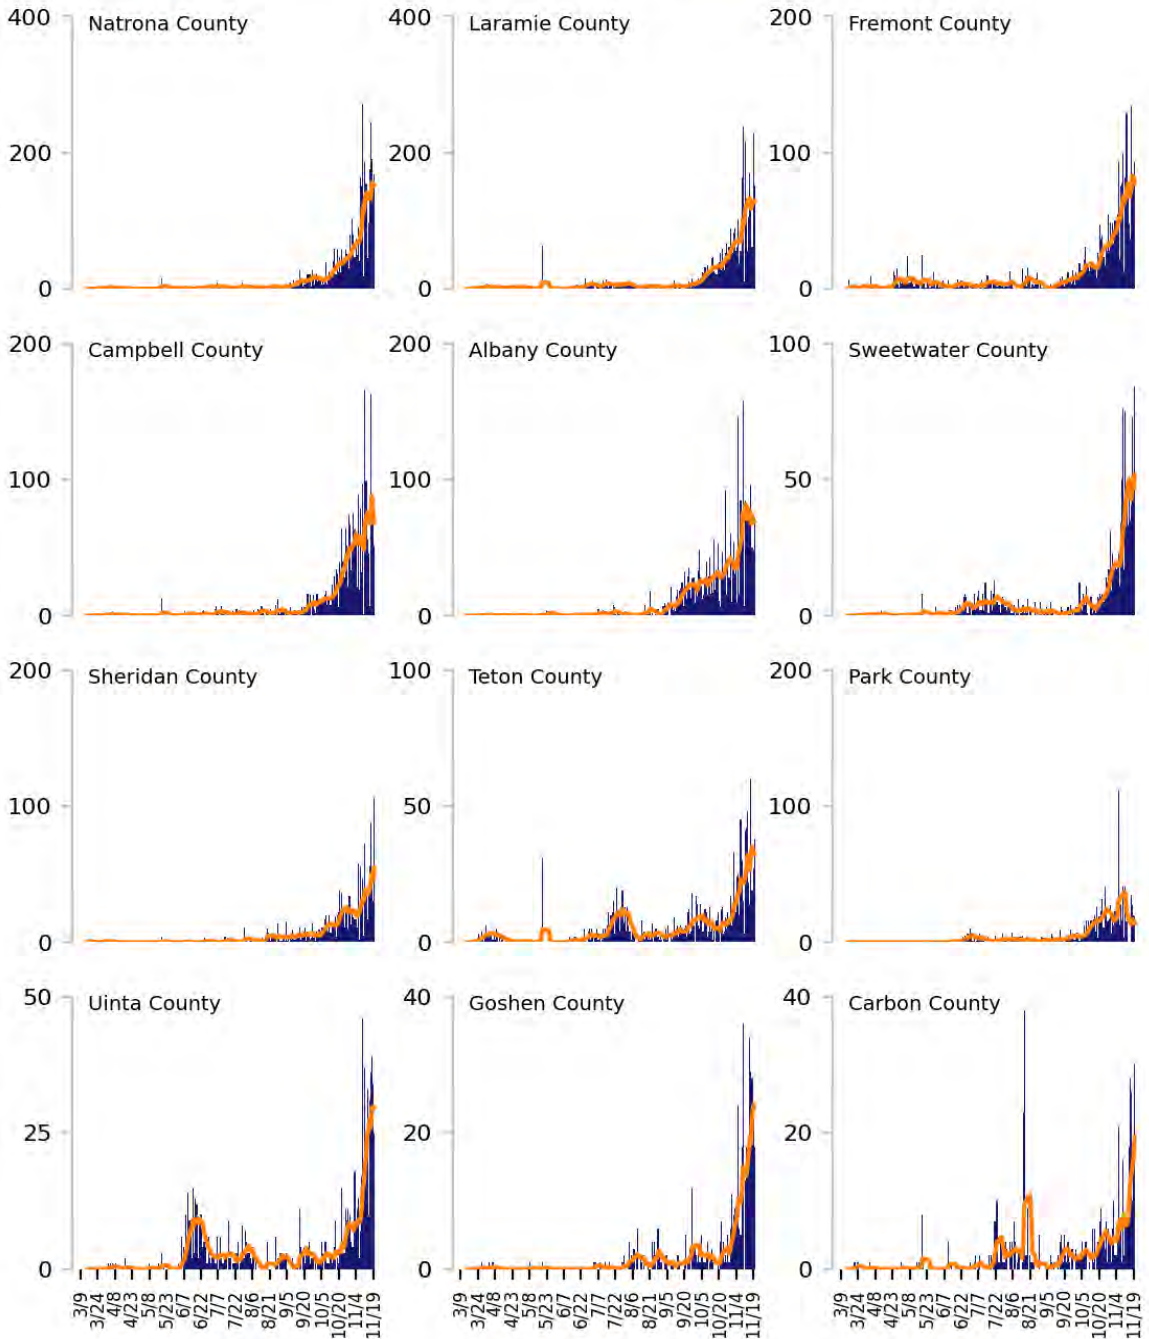 400 Natrona County
200
0
400 Laramie County
200
0
200 Fremont County
100
0
200 Campbell County
100
0
200 Albany County
100
0
100 Sweetwater County
50
0
200 Sheridan County
100
0
100 Teton County
50
0
200 Park County
100
0
50 Uinta County
25
0
3/9 3/24 4/8 4/23 5/8 5/23 6/7 6/22 7/7 7/22 8/6 8/21 9/5 9/20 10/5 10/20 11/4 11/19
40 Goshen County
20
0
3/9 3/24 4/8 4/23 5/8 5/23 6/7 6/22 7/7 7/22 8/6 8/21 9/5 9/20 10/5 10/20 11/4 11/19
40 Carbon County
20
0
3/9 3/24 4/8 4/23 5/8 5/23 6/7 6/22 7/7 7/22 8/6 8/21 9/5 9/20 10/5 10/20 11/4 11/19